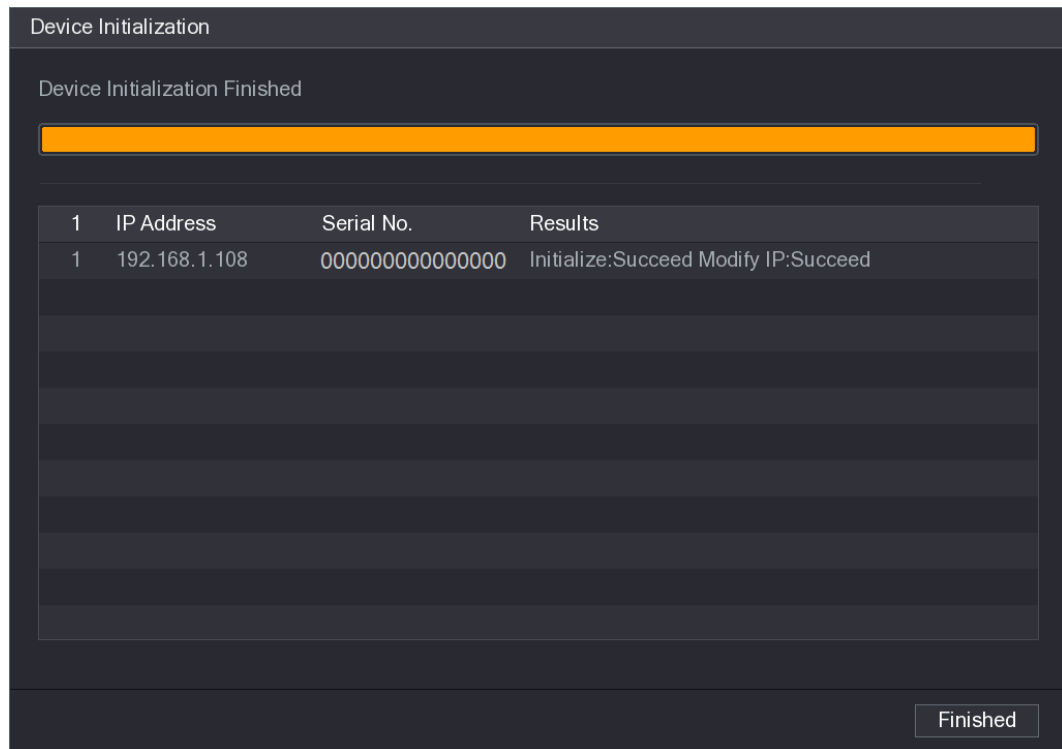 Device Initialization
Device Initialization Finished
1 IP Address Serial No. Results
1 192.168.1.108 000000000000000 Initialize:Succeed Modify IP:Succeed
Finished